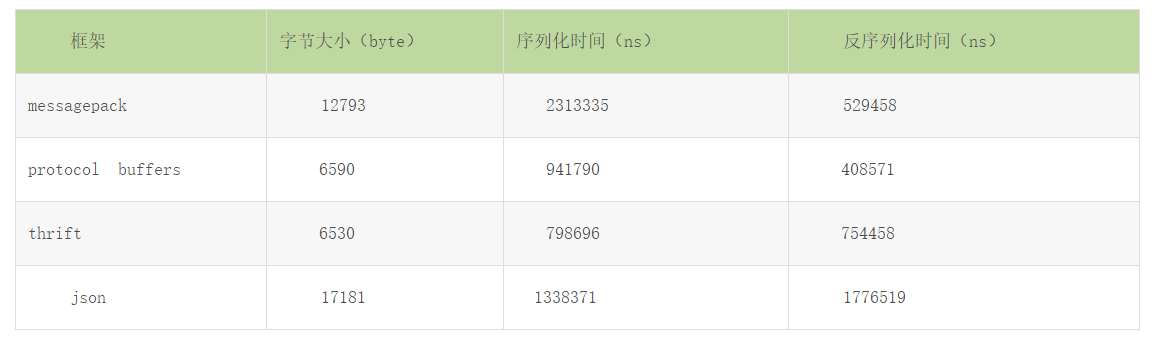 框架 字节大小（byte） 序列化时间（ns） 反序列化时间（ns）
messagepack 12793 2313335 529458
protocol buffers 6590 941790 408571
thrift 6530 798696 754458
json 17181 1338371 1776519